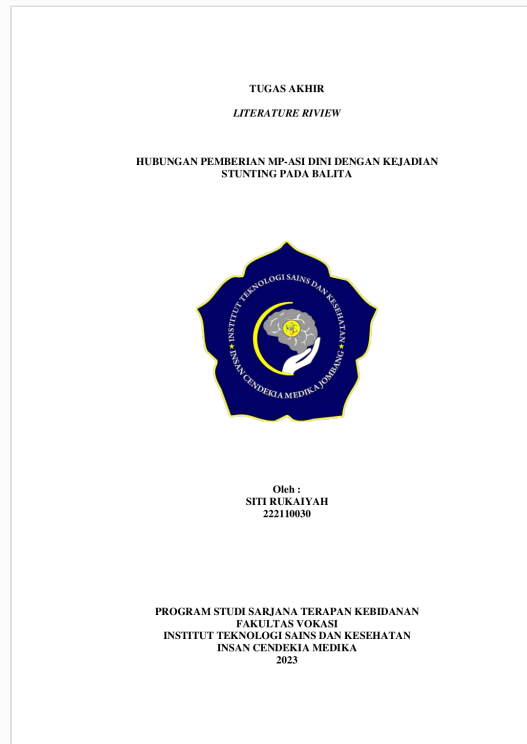 TUGAS AKHIR
LITERATURE RIVIEW
HUBUNGAN PEMBERIAN MP-ASI DINI DENGAN KEJADIAN
STUNTING PADA BALITA
INSTITUT TEKNOLOGI SAINS DAN KESEHATAN
INSAN CENDEKIA MEDIKA JOMBANG
Oleh :
SITI RUKAIYAH
222110030
PROGRAM STUDI SARJANA TERAPAN KEBIDANAN
FAKULTAS VOKASI
INSTITUT TEKNOLOGI SAINS DAN KESEHATAN
INSAN CENDEKIA MEDIKA
2023